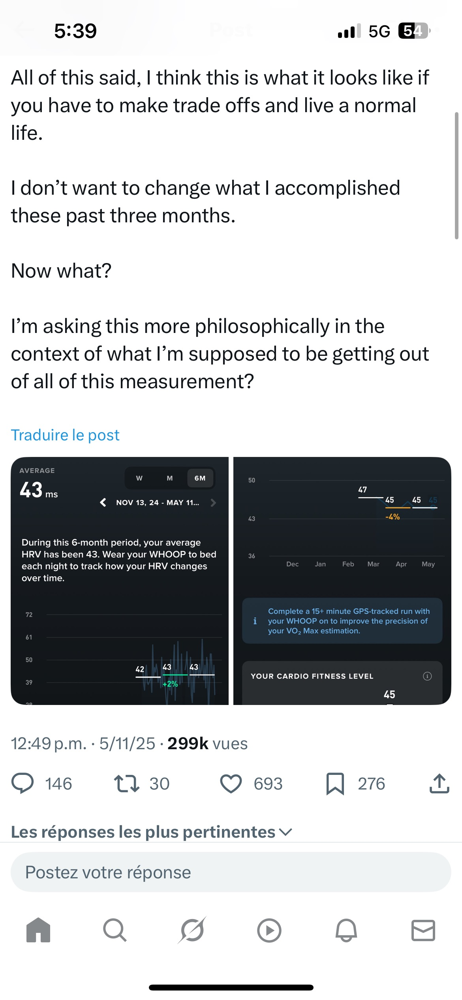 5:39
5G
54
Post
All of this said, I think this is what it looks like if
you have to make trade offs and live a normal
life.
I don’t want to change what I accomplished
these past three months.
Now what?
I’m asking this more philosophically in the
context of what I’m supposed to be getting out
of all of this measurement?
Traduire le post
AVERAGE
43 ms
W M 6M
NOV 13, 24 - MAY 11...
During this 6-month period, your average
HRV has been 43. Wear your WHOOP to bed
each night to track how your HRV changes
over time.
72
61
50
42 43 43
39
+2%
50
47
45 45 45
43
-4%
36
Dec Jan Feb Mar Apr May
Complete a 15+ minute GPS-tracked run with
your WHOOP on to improve the precision of
your VO₂ Max estimation.
YOUR CARDIO FITNESS LEVEL
45
12:49 p.m. · 5/11/25 · 299k vues
146 30 693 276
Les réponses les plus pertinentes
Postez votre réponse